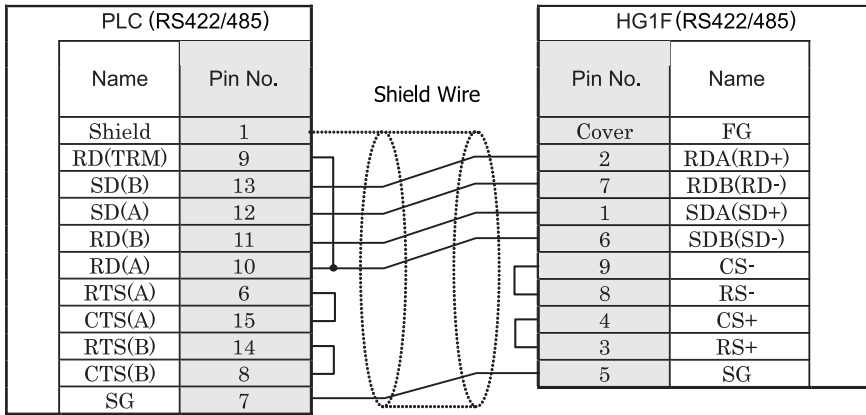 PLC (RS422/485) HG1F(RS422/485)
Name Pin No. Shield Wire Pin No. Name
Shield 1 Cover FG
RD(TRM) 9 2 RDA(RD+)
SD(B) 13 7 RDB(RD-)
SD(A) 12 1 SDA(SD+)
RD(B) 11 6 SDB(SD-)
RD(A) 10 9 CS-
RTS(A) 6 8 RS-
CTS(A) 15 4 CS+
RTS(B) 14 3 RS+
CTS(B) 8 5 SG
SG 7